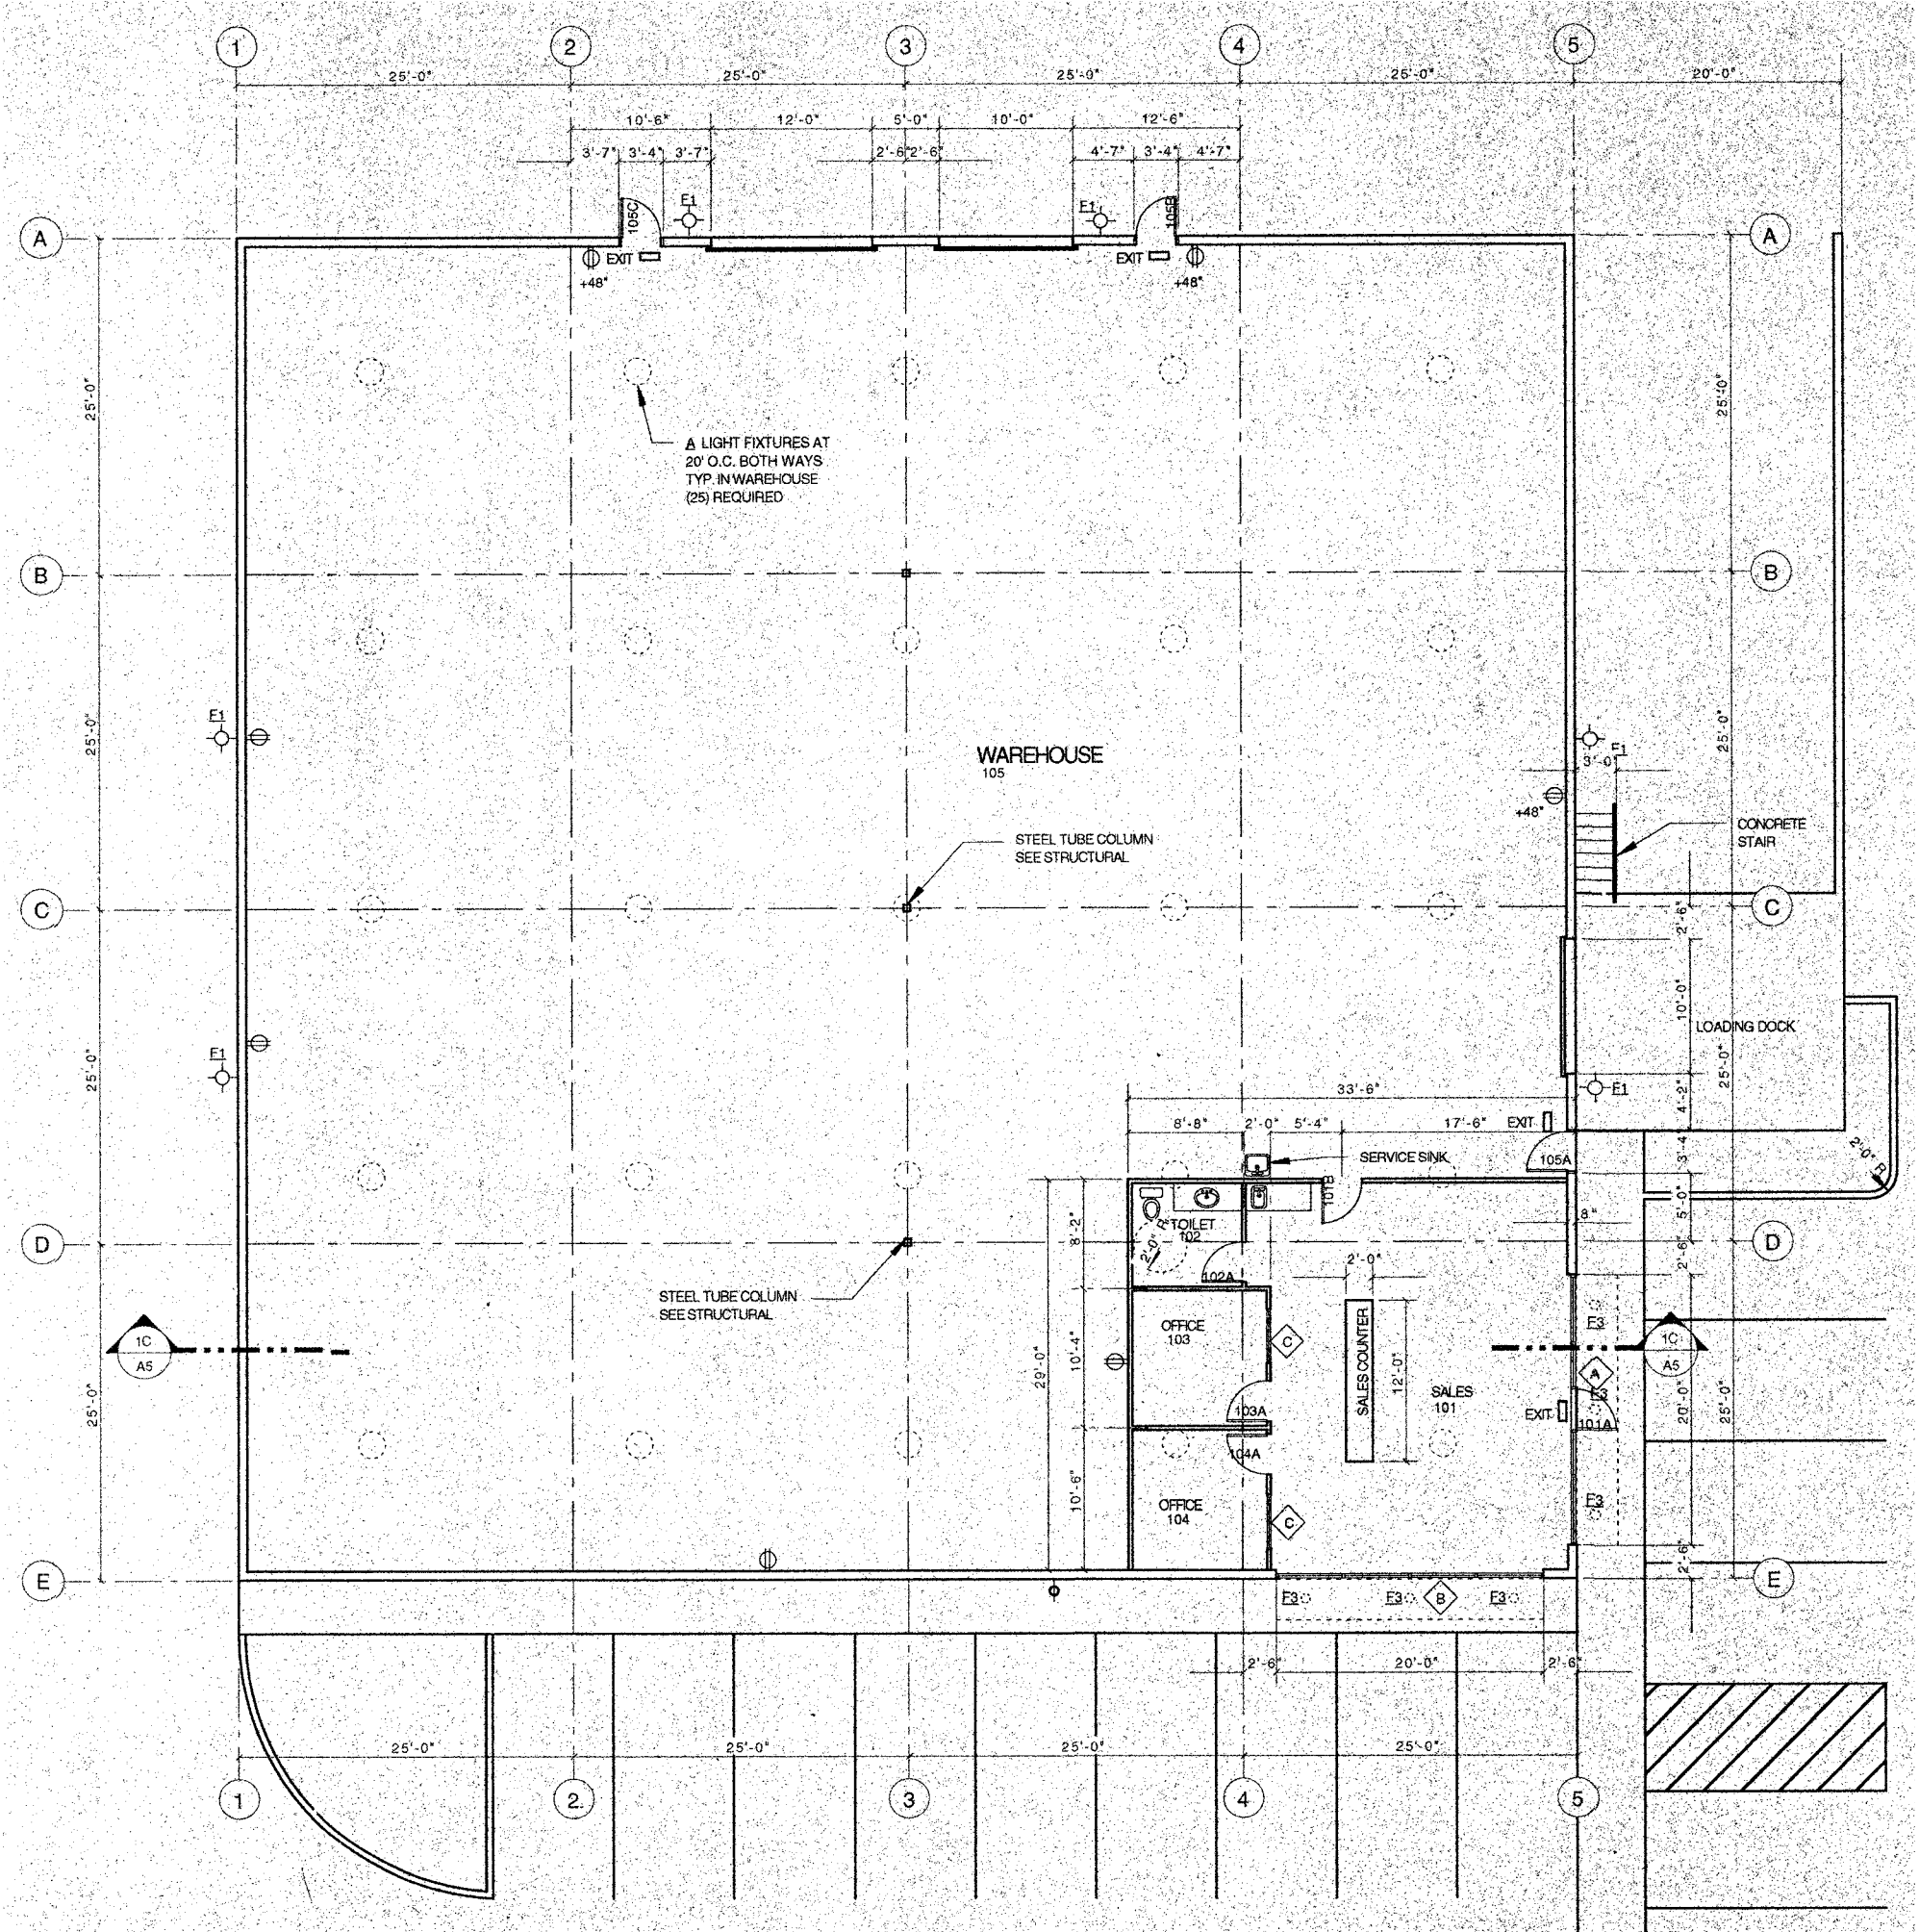 1
2
3
4
5
25'-0"
25'-0"
25'-0"
25'-0"
20'-0"
10'-6"
12'-0"
5'-0"
10'-0"
12'-6"
3'-7"
3'-4"
3'-7"
2'-6"
2'-6"
4'-7"
3'-4"
4'-7"
105C
F1
F1
105B
A
A
EXIT
EXIT
+48"
+48"
25'-0"
25'-0"
A LIGHT FIXTURES AT
20' O.C. BOTH WAYS
TYP. IN WAREHOUSE
(25) REQUIRED
B
B
F1
25'-0"
WAREHOUSE
105
F1
3'-0"
25'-0"
+48"
STEEL TUBE COLUMN
SEE STRUCTURAL
CONCRETE
STAIR
C
C
2'-6"
10'-0"
LOADING DOCK
F1
25'-0"
25'-0"
33'-6"
F1
4'-2"
8'-8"
2'-0"
5'-4"
17'-6"
EXIT
SERVICE SINK
105A
3'-4"
2'-0" R
101B
8'-2"
TOILET
102
2'-0" R
8"
5'-0"
D
D
102A
2'-0"
2'-6"
STEEL TUBE COLUMN
SEE STRUCTURAL
1C
A5
OFFICE
103
C
SALES COUNTER
12'-0"
F3
1C
A5
A
29'-0"
10'-4"
SALES
101
F3
EXIT
101A
20'-0"
25'-0"
25'-0"
103A
104A
10'-6"
OFFICE
104
C
F3
E
E
2'-6"
F3
F3
B
F3
2'-6"
20'-0"
2'-6"
25'-0"
25'-0"
25'-0"
25'-0"
1
2
3
4
5